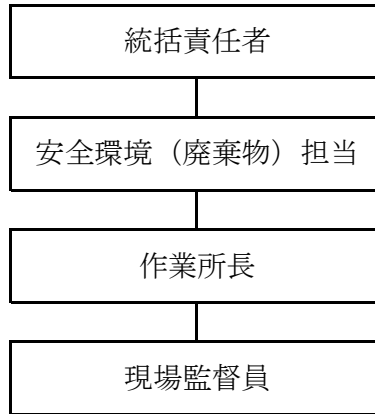 統括責任者
安全環境（廃棄物）担当
作業所長
現場監督員